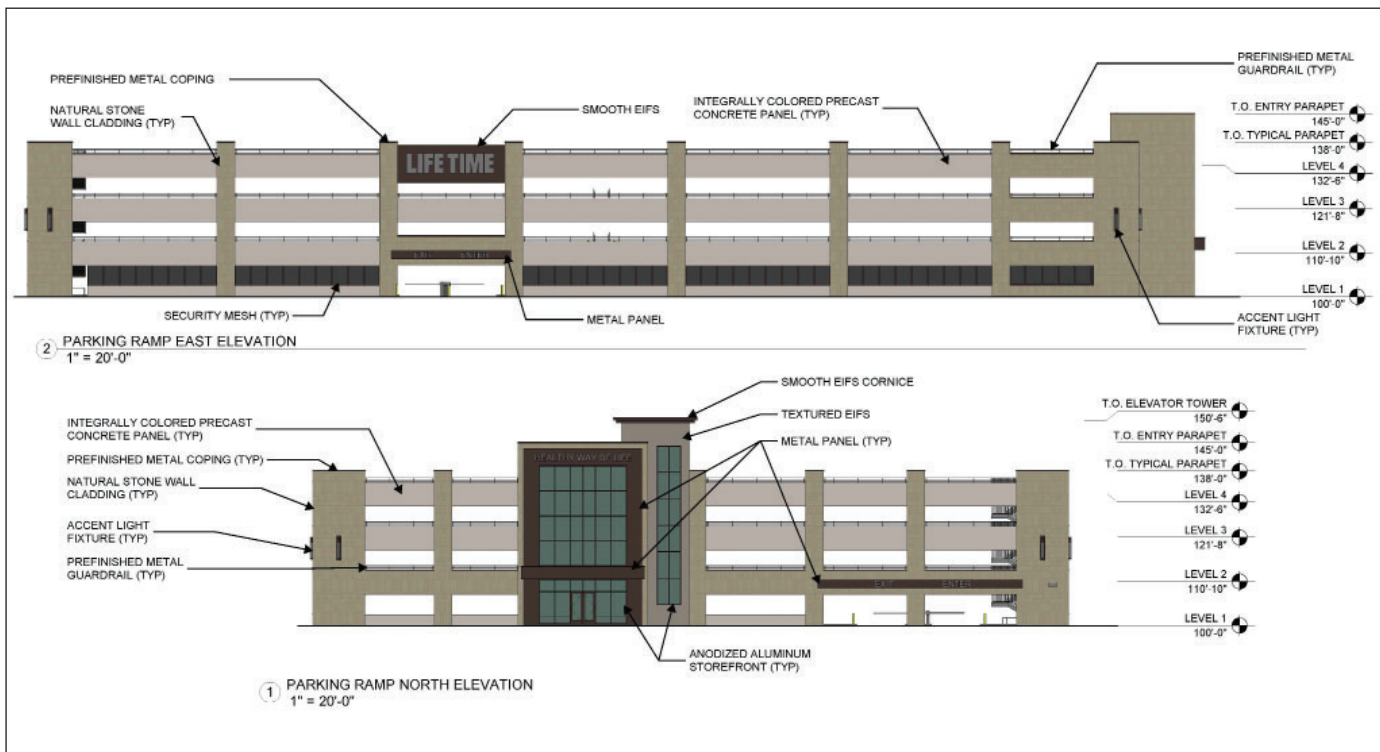 PREFINISHED METAL COPING
NATURAL STONE
WALL CLADDING (TYP)
SMOOTH EIFS
INTEGRALLY COLORED PRECAST
CONCRETE PANEL (TYP)
PREFINISHED METAL
GUARDRAIL (TYP)
T.O. ENTRY PARAPET
145'-0"
T.O. TYPICAL PARAPET
138'-0"
LEVEL 4
132'-6"
LEVEL 3
121'-8"
LEVEL 2
110'-10"
LEVEL 1
100'-0"
LIFE TIME
EXIT ENTER
SECURITY MESH (TYP)
METAL PANEL
ACCENT LIGHT
FIXTURE (TYP)
2 PARKING RAMP EAST ELEVATION
1" = 20'-0"
SMOOTH EIFS CORNICE
TEXTURED EIFS
METAL PANEL (TYP)
INTEGRALLY COLORED PRECAST
CONCRETE PANEL (TYP)
PREFINISHED METAL COPING (TYP)
NATURAL STONE WALL
CLADDING (TYP)
ACCENT LIGHT
FIXTURE (TYP)
PREFINISHED METAL
GUARDRAIL (TYP)
HEALTHY WAY OF LIFE
EXIT ENTER
T.O. ELEVATOR TOWER
150'-6"
T.O. ENTRY PARAPET
145'-0"
T.O. TYPICAL PARAPET
138'-0"
LEVEL 4
132'-6"
LEVEL 3
121'-8"
LEVEL 2
110'-10"
LEVEL 1
100'-0"
ANODIZED ALUMINUM
STOREFRONT (TYP)
1 PARKING RAMP NORTH ELEVATION
1" = 20'-0"